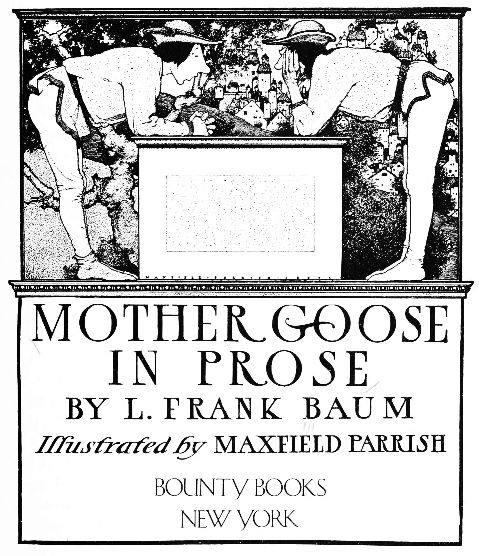 MOTHER GOOSE
IN PROSE
BY L. FRANK BAUM
Illustrated by MAXFIELD PARRISH
BOUNTY BOOKS
NEW YORK